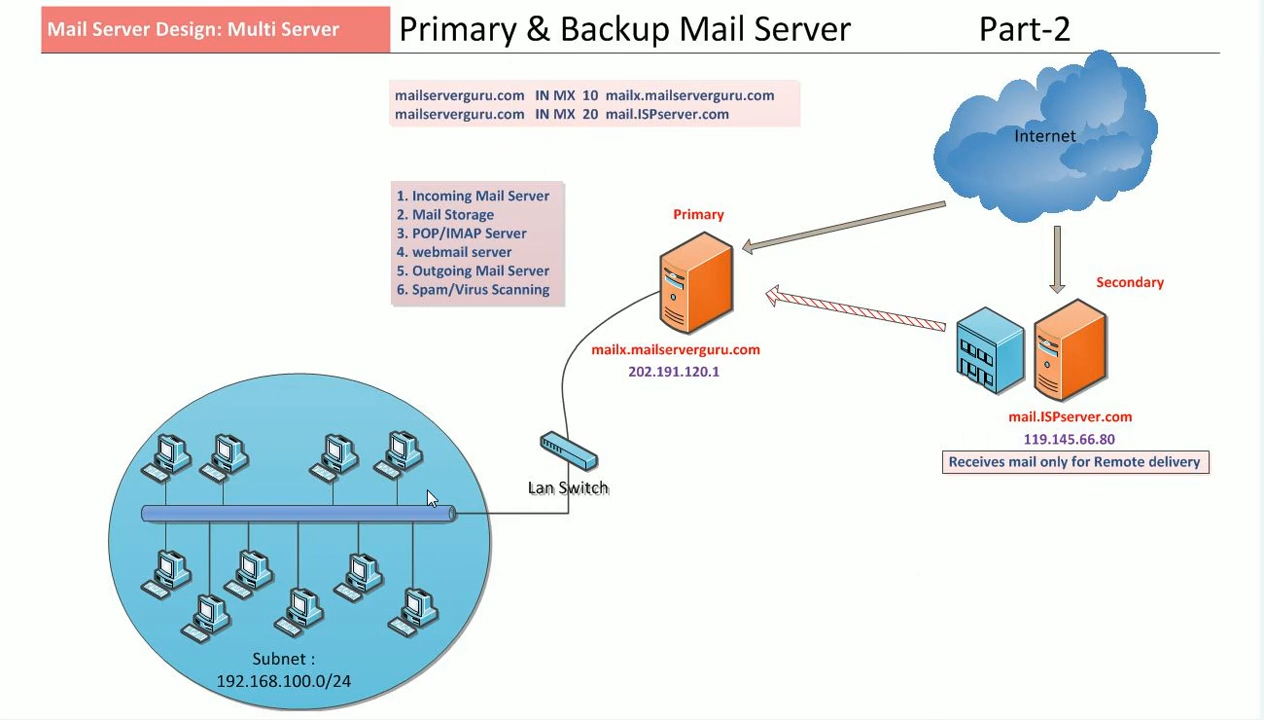 Mail Server Design: Multi Server
Primary & Backup Mail Server
Part-2
mailserverguru.com IN MX 10 mailx.mailserverguru.com
mailserverguru.com IN MX 20 mail.ISPserver.com
Internet
1. Incoming Mail Server
2. Mail Storage
3. POP/IMAP Server
4. webmail server
5. Outgoing Mail Server
6. Spam/Virus Scanning
Primary
mailx.mailserverguru.com
202.191.120.1
Secondary
mail.ISPserver.com
119.145.66.80
Receives mail only for Remote delivery
Lan Switch
Subnet :
192.168.100.0/24